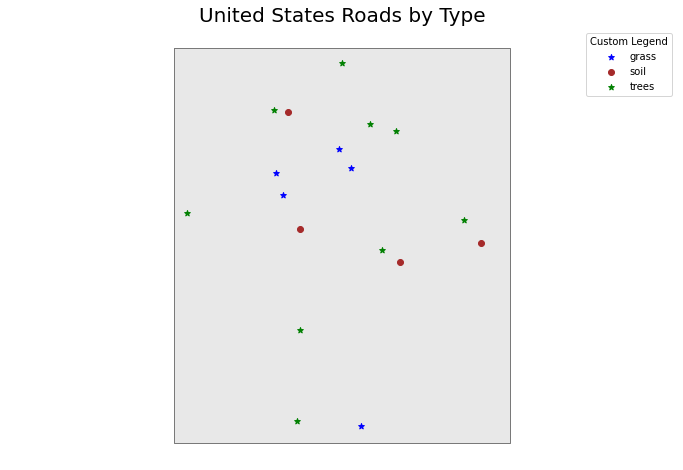 United States Roads by Type
Custom Legend
grass
soil
trees